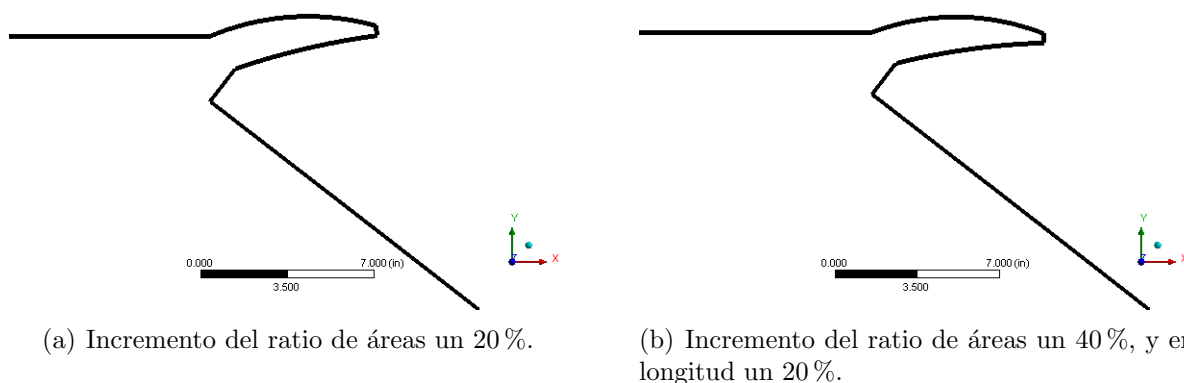 Y
X
Z
0.000 7.000 (in)
3.500
Y
X
Z
0.000 7.000 (in)
3.500
(a) Incremento del ratio de áreas un 20 %.
(b) Incremento del ratio de áreas un 40 %, y en
longitud un 20 %.